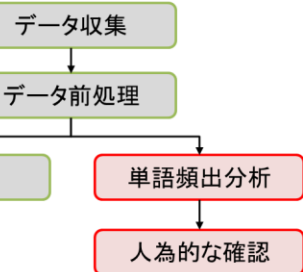 データ収集
データ前処理
単語頻出分析
人為的な確認